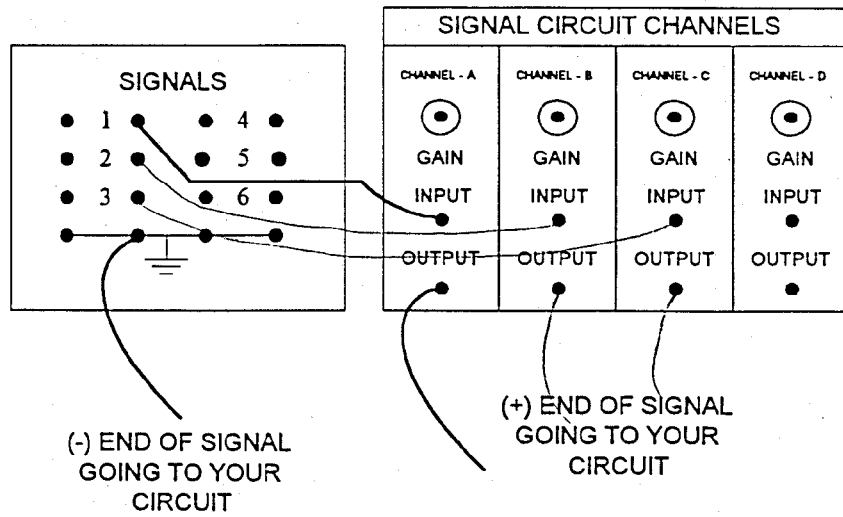 SIGNAL CIRCUIT CHANNELS
SIGNALS
1 4
2 5
3 6
CHANNEL - A CHANNEL - B CHANNEL - C CHANNEL - D
GAIN GAIN GAIN GAIN
INPUT INPUT INPUT INPUT
OUTPUT OUTPUT OUTPUT OUTPUT
(-) END OF SIGNAL
GOING TO YOUR
CIRCUIT
(+) END OF SIGNAL
GOING TO YOUR
CIRCUIT